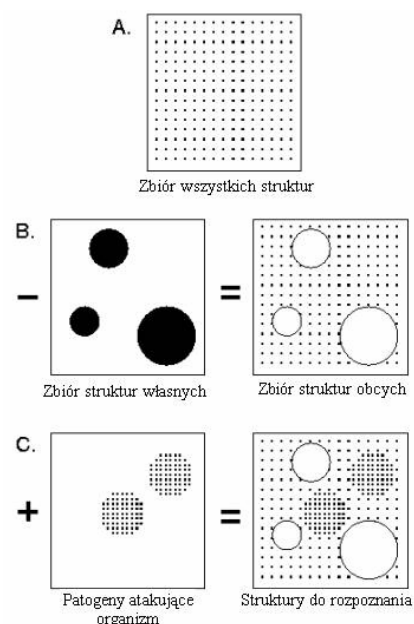 A.
Zbiór wszystkich struktur
B.
− =
Zbiór struktur własnych
Zbiór struktur obcych
C.
+ =
Patogeny atakujące
organizm
Struktury do rozpoznania